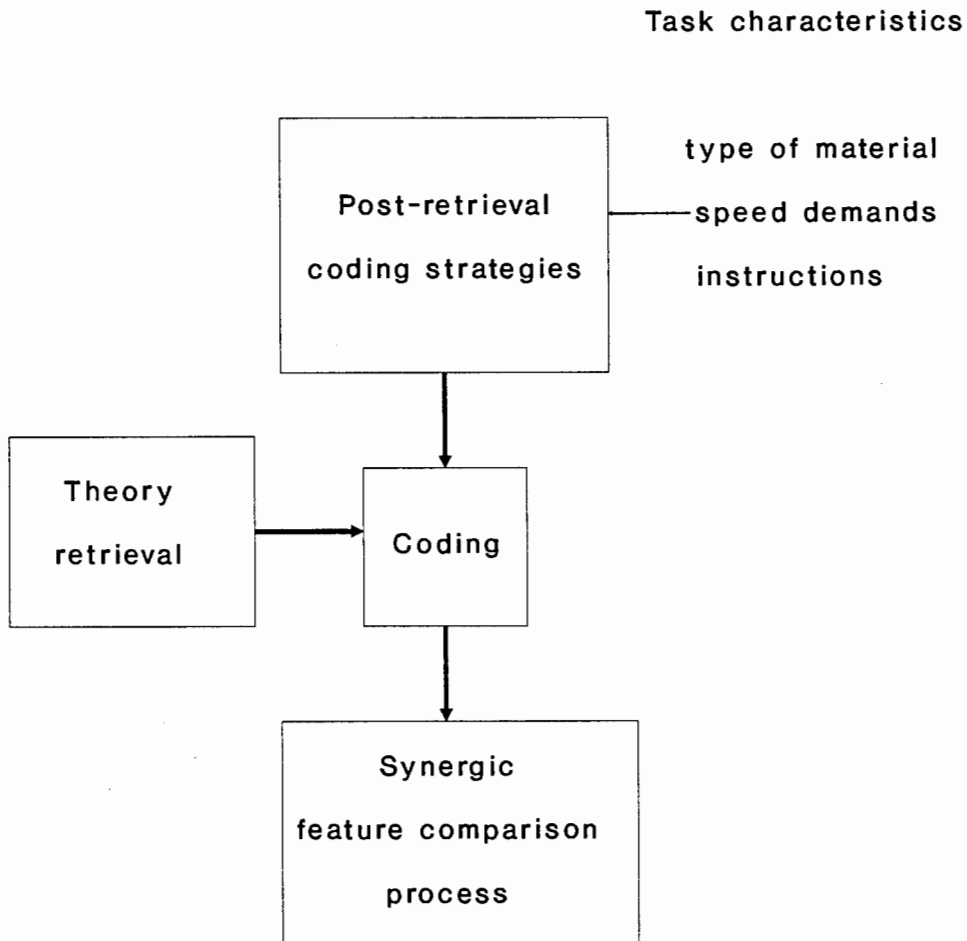 Task characteristics
type of material
Post-retrieval
speed demands
coding strategies
instructions
Theory
retrieval
Coding
Synergic
feature comparison
process